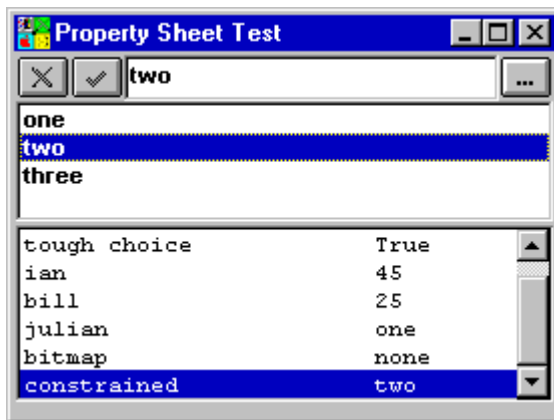 Property Sheet Test
two ...
one
two
three
tough choice True
ian 45
bill 25
julian one
bitmap none
constrained two